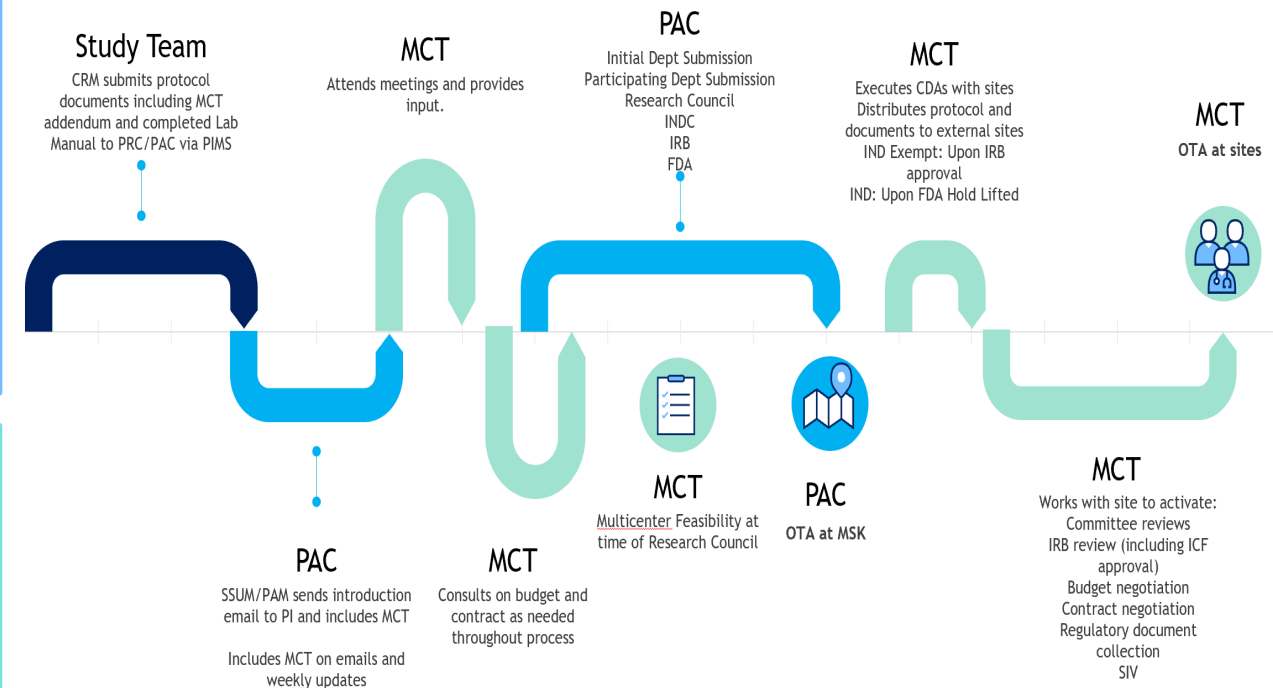 Study Team
CRM submits protocol
documents including MCT
addendum and completed Lab
Manual to PRC/PAC via PIMS
MCT
Attends meetings and provides
input.
PAC
Initial Dept Submission
Participating Dept Submission
Research Council
INDC
IRB
FDA
MCT
Executes CDAs with sites
Distributes protocol and
documents to external sites
IND Exempt: Upon IRB
approval
IND: Upon FDA Hold Lifted
MCT
OTA at sites
PAC
SSUM/PAM sends introduction
email to PI and includes MCT
Includes MCT on emails and
weekly updates
MCT
Consults on budget and
contract as needed
throughout process
MCT
Multicenter Feasibility at
time of Research Council
PAC
OTA at MSK
MCT
Works with site to activate:
Committee reviews
IRB review (including ICF
approval)
Budget negotiation
Contract negotiation
Regulatory document
collection
SIV